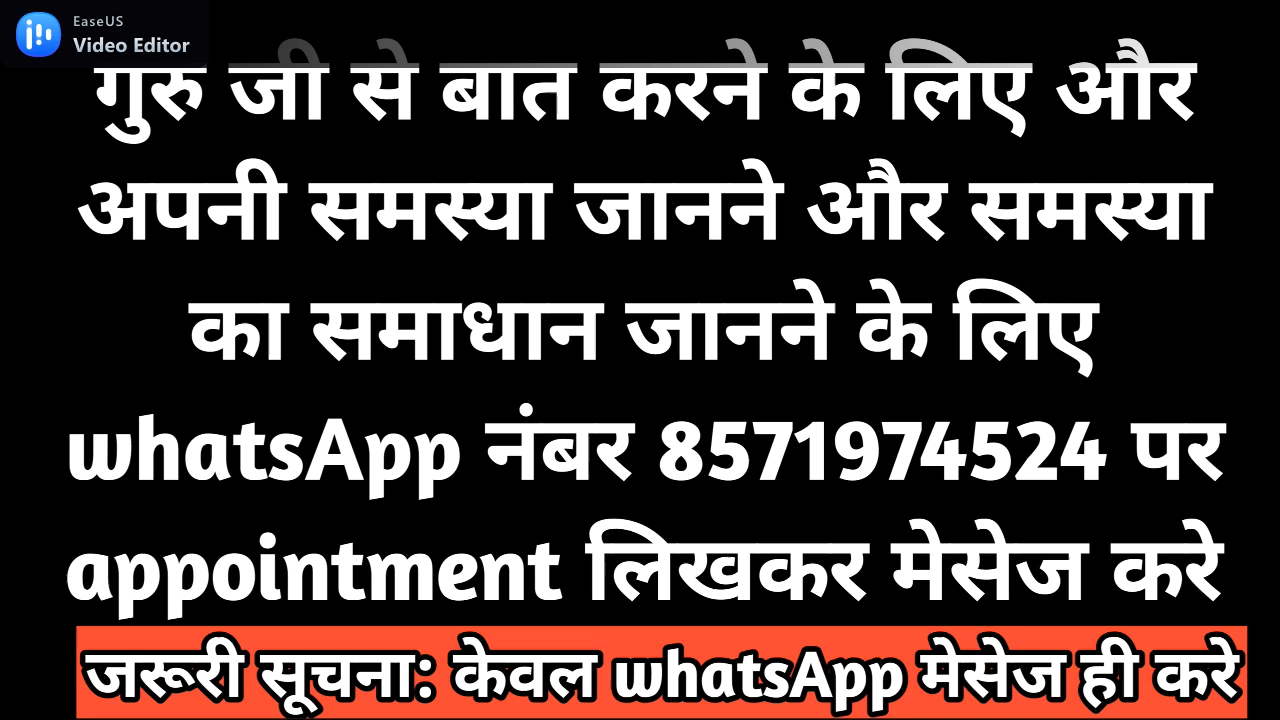 EaseUS
Video Editor
गुरु जी से बात करने के लिए और
अपनी समस्या जानने और समस्या
का समाधान जानने के लिए
whatsApp नंबर 8571974524 पर
appointment लिखकर मेसेज करे
जरूरी सूचना: केवल whatsApp मेसेज ही करे